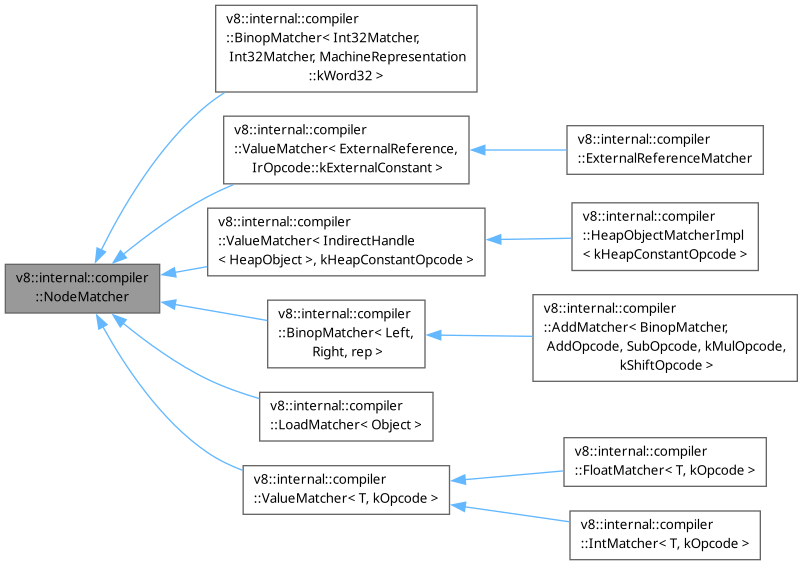 v8::internal::compiler
::NodeMatcher
v8::internal::compiler
::BinopMatcher< Int32Matcher,
Int32Matcher, MachineRepresentation
::kWord32 >
v8::internal::compiler
::ValueMatcher< ExternalReference,
IrOpcode::kExternalConstant >
v8::internal::compiler
::ExternalReferenceMatcher
v8::internal::compiler
::ValueMatcher< IndirectHandle
< HeapObject >, kHeapConstantOpcode >
v8::internal::compiler
::HeapObjectMatcherImpl
< kHeapConstantOpcode >
v8::internal::compiler
::BinopMatcher< Left,
Right, rep >
v8::internal::compiler
::AddMatcher< BinopMatcher,
AddOpcode, SubOpcode, kMulOpcode,
kShiftOpcode >
v8::internal::compiler
::LoadMatcher< Object >
v8::internal::compiler
::ValueMatcher< T, kOpcode >
v8::internal::compiler
::FloatMatcher< T, kOpcode >
v8::internal::compiler
::IntMatcher< T, kOpcode >